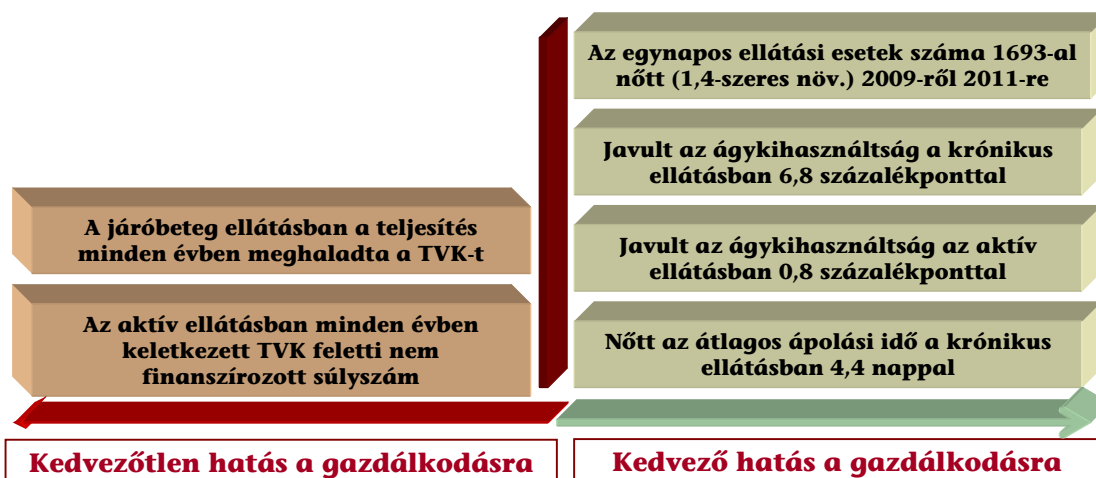 A járóbeteg ellátásban a teljesítés
minden évben meghaladta a TVK-t
Az aktív ellátásban minden évben
keletkezett TVK feletti nem
finanszírozott súlyszám
Kedvezőtlen hatás a gazdálkodásra
Az egynapos ellátási esetek száma 1693-al
nőtt (1,4-szeres növ.) 2009-ről 2011-re
Javult az ágykihasználtság a krónikus
ellátásban 6,8 százalékponttal
Javult az ágykihasználtság az aktív
ellátásban 0,8 százalékponttal
Nőtt az átlagos ápolási idő a krónikus
ellátásban 4,4 nappal
Kedvező hatás a gazdálkodásra